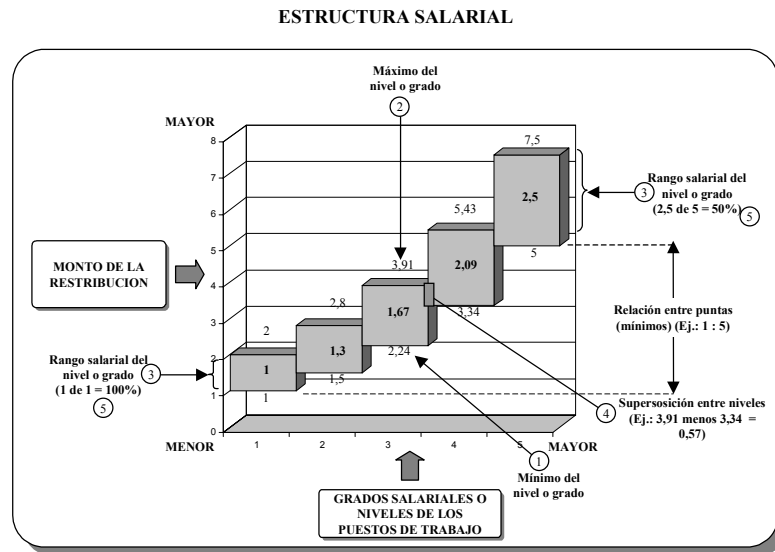 ESTRUCTURA SALARIAL
Máximo del
nivel o grado
2
MAYOR
8
7
6
5
4
3
2
1
0
7,5
2,5
5
5,43
2,09
3,34
3,91
1,67
2,24
2,8
1,3
1,5
2
1
1
Rango salarial del
3
nivel o grado
(2,5 de 5 = 50%)
5
MONTO DE LA
RESTRIBUCION
Relación entre puntas
(mínimos) (Ej.: 1 : 5)
Rango salarial del
nivel o grado
3
(1 de 1 = 100%)
5
4
Supersosición entre niveles
(Ej.: 3,91 menos 3,34 =
0,57)
MENOR
1
2
3
4
5
MAYOR
1
Mínimo del
nivel o grado
GRADOS SALARIALES O
NIVELES DE LOS
PUESTOS DE TRABAJO